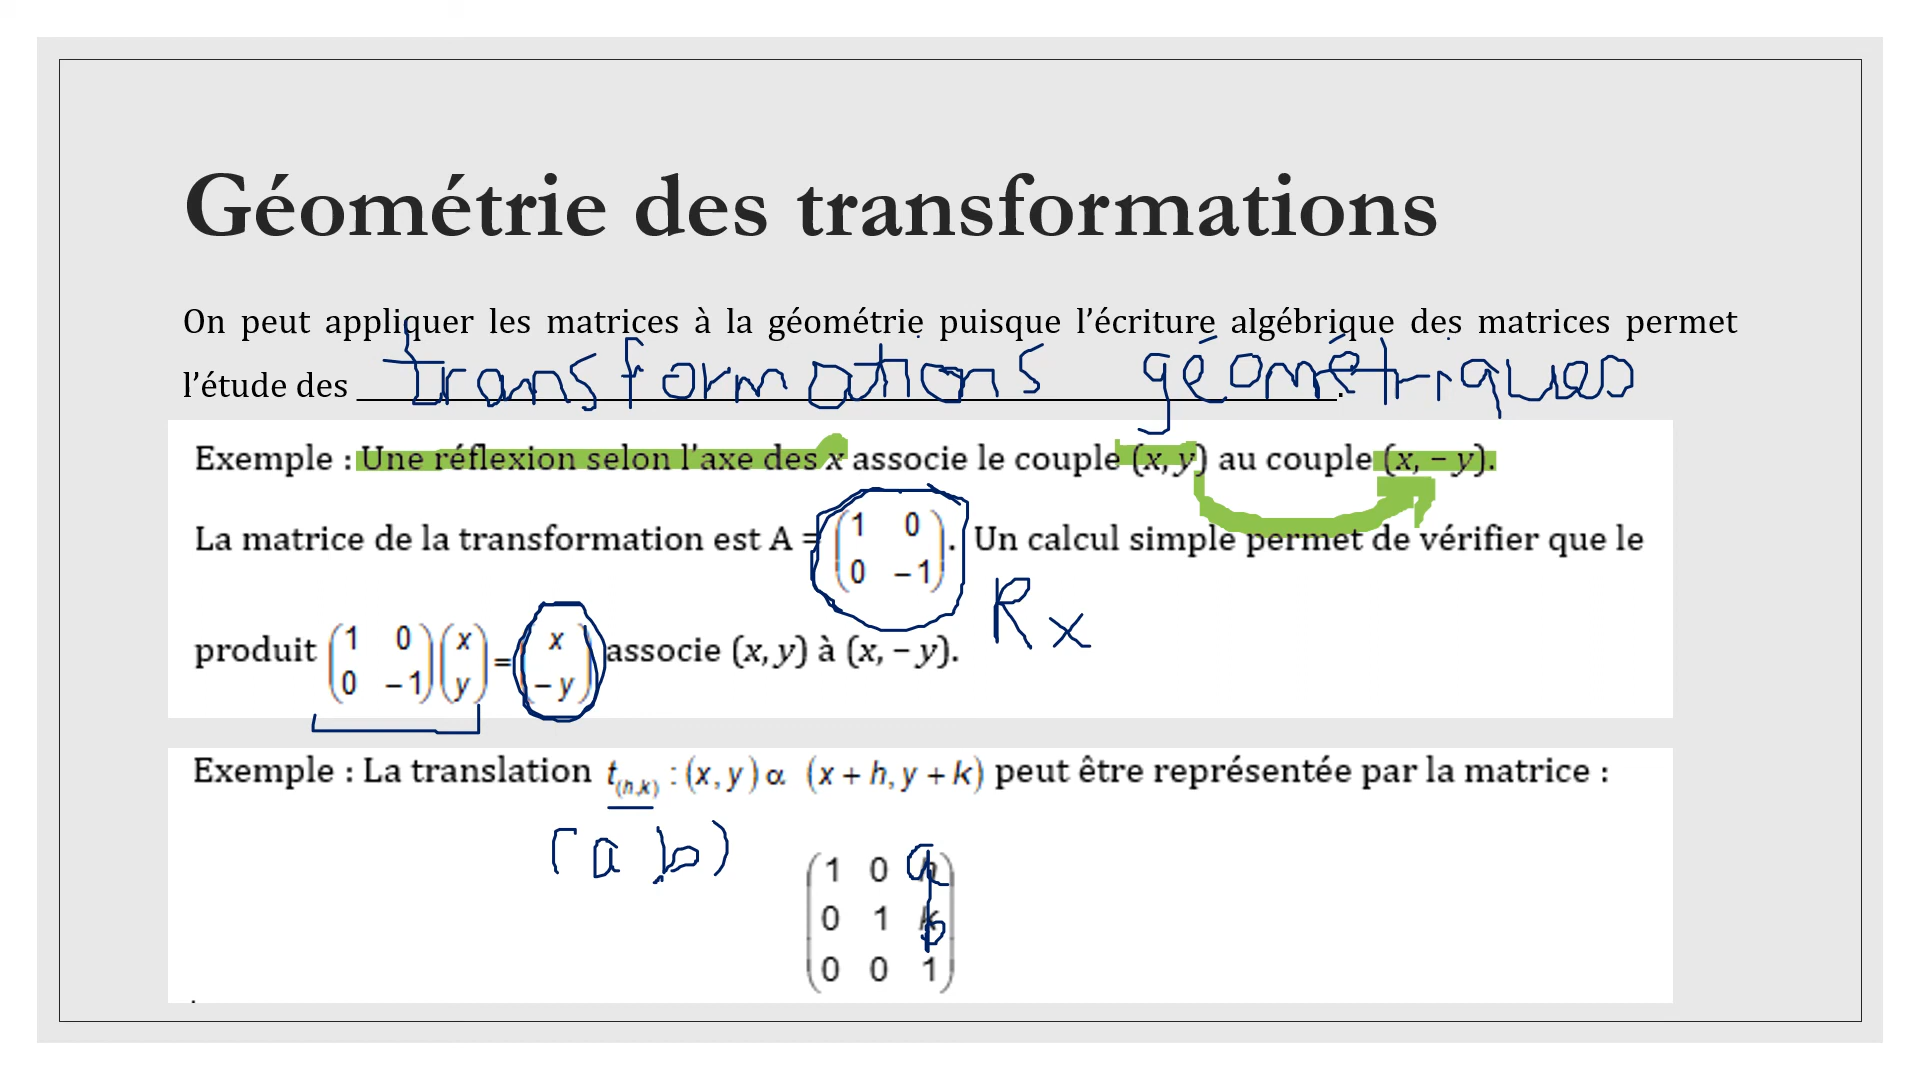 Géométrie des transformations
On peut appliquer les matrices à la géométrie puisque l'écriture algébrique des matrices permet
l'étude des transformations géométriques.
Exemple : Une réflexion selon l'axe des x associe le couple (x, y) au couple (x, − y).
La matrice de la transformation est A = (1 0
0 −1). Un calcul simple permet de vérifier que le
Rx
produit (1 0
0 −1)(x
y) = (x
− y) associe (x, y) à (x, − y).
Exemple : La translation t(h,k) : (x, y) α (x + h, y + k) peut être représentée par la matrice :
(a b)
1 0 a
0 1 b
0 0 1